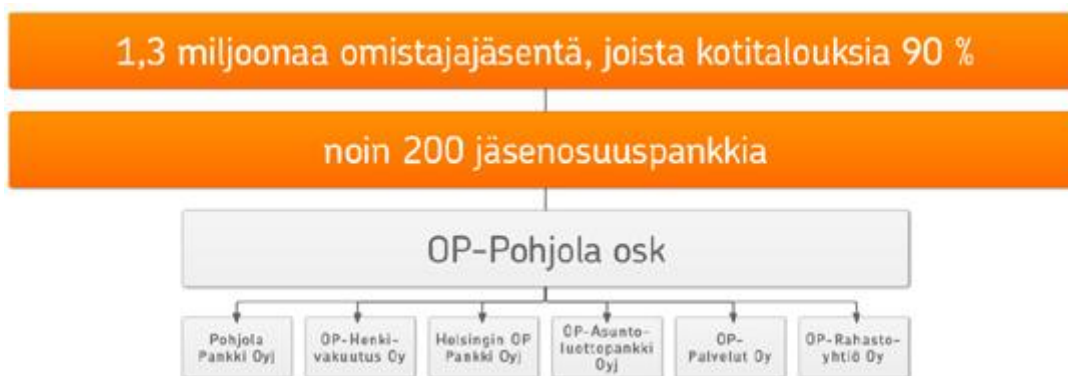 1,3 miljoonaa omistajajäsentä, joista kotitalouksia 90 %
noin 200 jäsenosuuspankkia
OP-Pohjola osk
Pohjola
Pankki Oyj
OP-Henki-
vakuutus Oy
Helsingin OP
Pankki Oyj
OP-Asunto-
luottopankki
Oyj
OP-
Palvelut Oy
OP-Rahasto-
yhtiö Oy